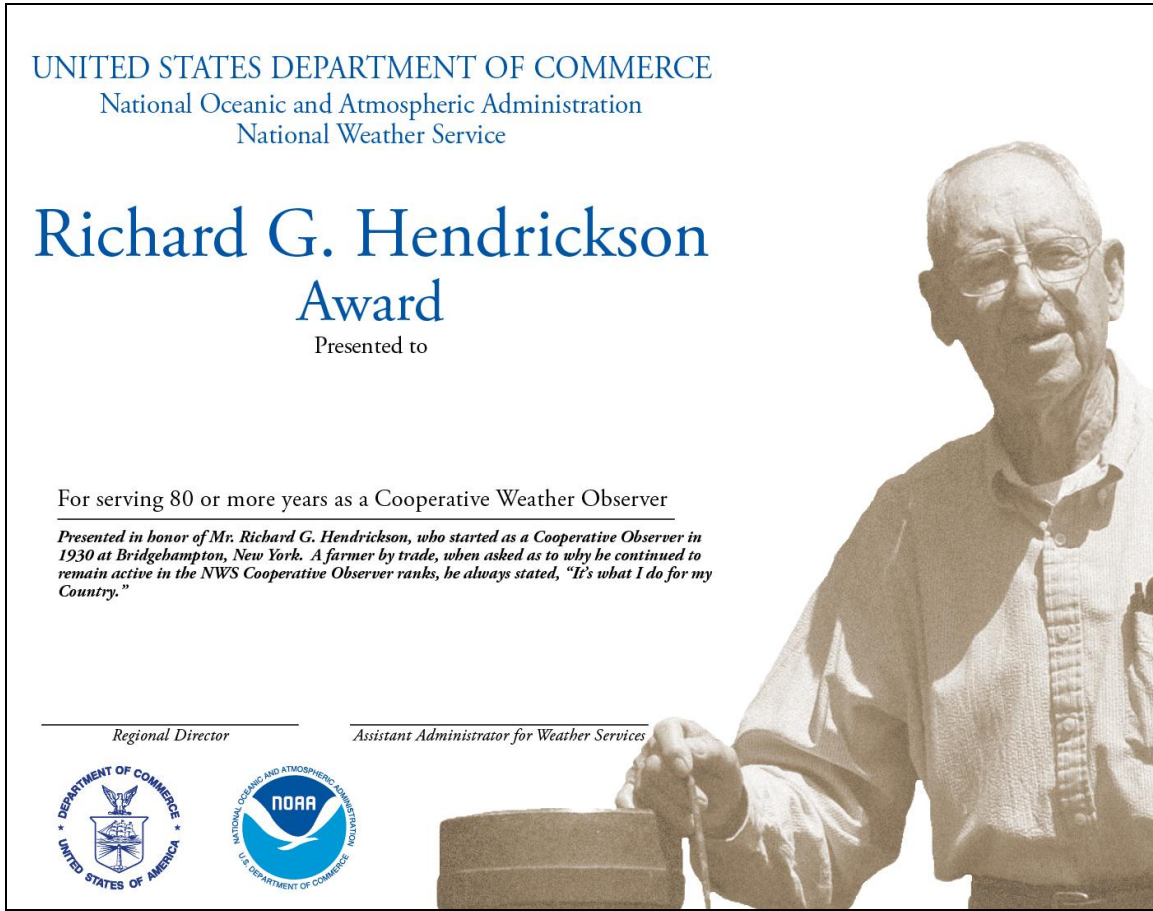 UNITED STATES DEPARTMENT OF COMMERCE
National Oceanic and Atmospheric Administration
National Weather Service
Richard G. Hendrickson
Award
Presented to
For serving 80 or more years as a Cooperative Weather Observer
Presented in honor of Mr. Richard G. Hendrickson, who started as a Cooperative Observer in
1930 at Bridgehampton, New York. A farmer by trade, when asked as to why he continued to
remain active in the NWS Cooperative Observer ranks, he always stated, “It’s what I do for my
Country.”
Regional Director
Assistant Administrator for Weather Services
DEPARTMENT OF COMMERCE
UNITED STATES OF AMERICA
NATIONAL OCEANIC AND ATMOSPHERIC ADMINISTRATION
NOAA
U.S. DEPARTMENT OF COMMERCE